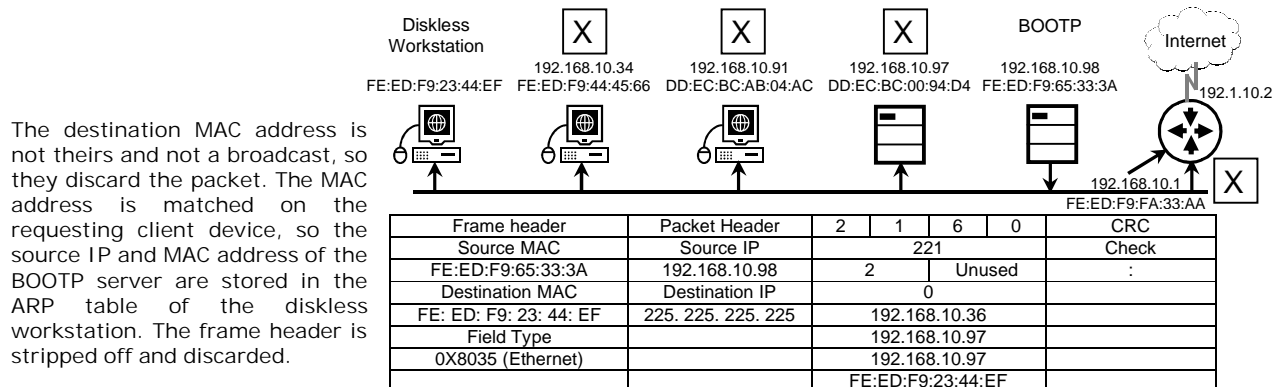 The destination MAC address is
not theirs and not a broadcast, so
they discard the packet. The MAC
address is matched on the
requesting client device, so the
source IP and MAC address of the
BOOTP server are stored in the
ARP table of the diskless
workstation. The frame header is
stripped off and discarded.
Diskless
Workstation
X
X
X
BOOTP
Internet
192.168.10.34
192.168.10.91
192.168.10.97
192.168.10.98
FE:ED:F9:23:44:EF
FE:ED:F9:44:45:66
DD:EC:BC:AB:04:AC
DD:EC:BC:00:94:D4
FE:ED:F9:65:33:3A
192.1.10.2
192.168.10.1
X
FE:ED:F9:FA:33:AA
Frame header Packet Header 2 1 6 0 CRC
Source MAC Source IP 221 Check
FE:ED:F9:65:33:3A 192.168.10.98 2 Unused :
Destination MAC Destination IP 0
FE: ED: F9: 23: 44: EF 225. 225. 225. 225 192.168.10.36
Field Type 192.168.10.97
0X8035 (Ethernet) 192.168.10.97
FE:ED:F9:23:44:EF